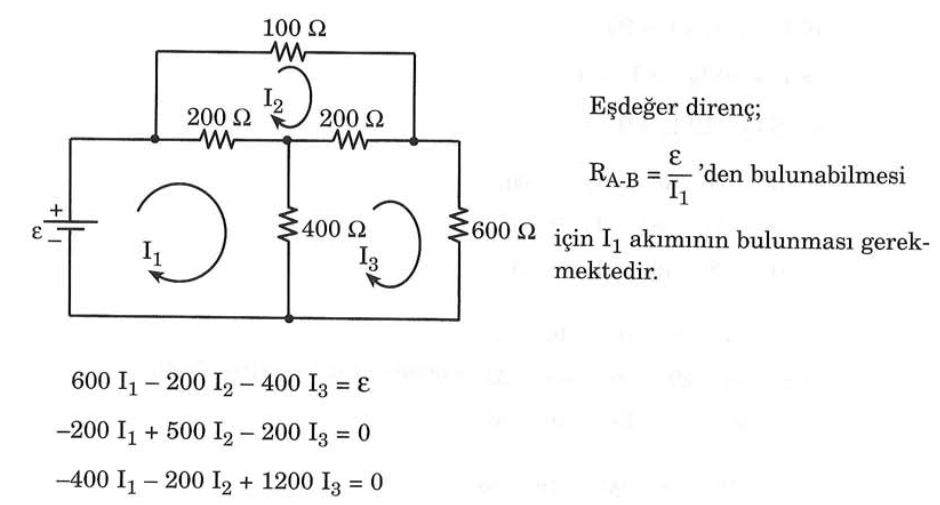 100 Ω
I₂
200 Ω
200 Ω
+
ε
−
I₁
400 Ω
I₃
600 Ω
Eşdeğer direnç;
R_A-B = ε/I₁ 'den bulunabilmesi
için I₁ akımının bulunması gerek-
mektedir.
600 I₁ – 200 I₂ – 400 I₃ = ε
–200 I₁ + 500 I₂ – 200 I₃ = 0
–400 I₁ – 200 I₂ + 1200 I₃ = 0